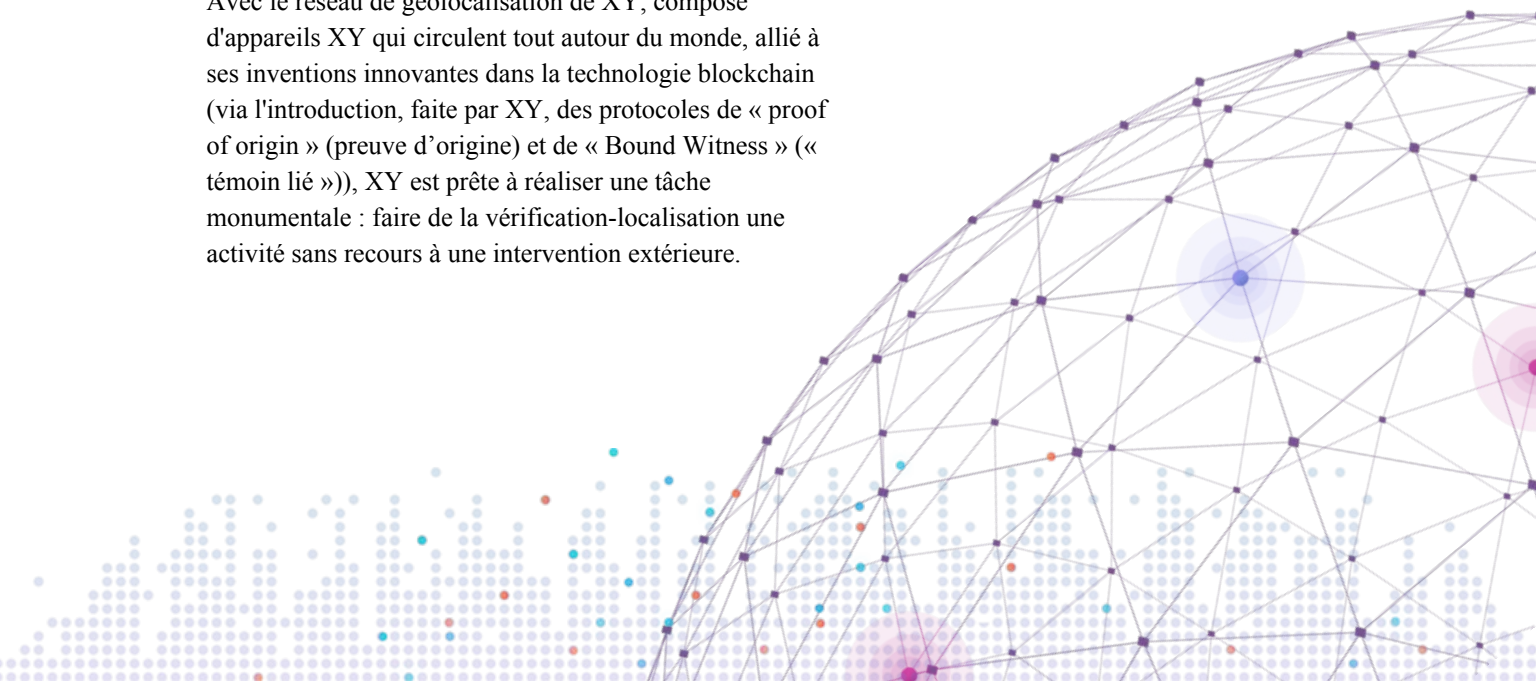 Avec le réseau de géolocalisation de XY, composé
d'appareils XY qui circulent tout autour du monde, allié à
ses inventions innovantes dans la technologie blockchain
(via l'introduction, faite par XY, des protocoles de « proof
of origin » (preuve d’origine) et de « Bound Witness » («
témoin lié »)), XY est prête à réaliser une tâche
monumentale : faire de la vérification-localisation une
activité sans recours à une intervention extérieure.